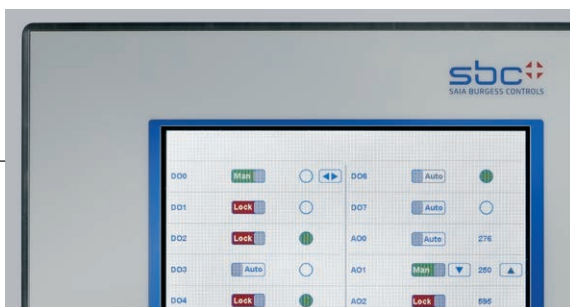 sbc
SAIA BURGESS CONTROLS
DO0 Man DO6 Auto
DO1 Lock DO7 Auto
DO2 Lock AO0 Auto 276
DO3 Auto AO1 Man 250
DO4 Lock AO2 Lock 595